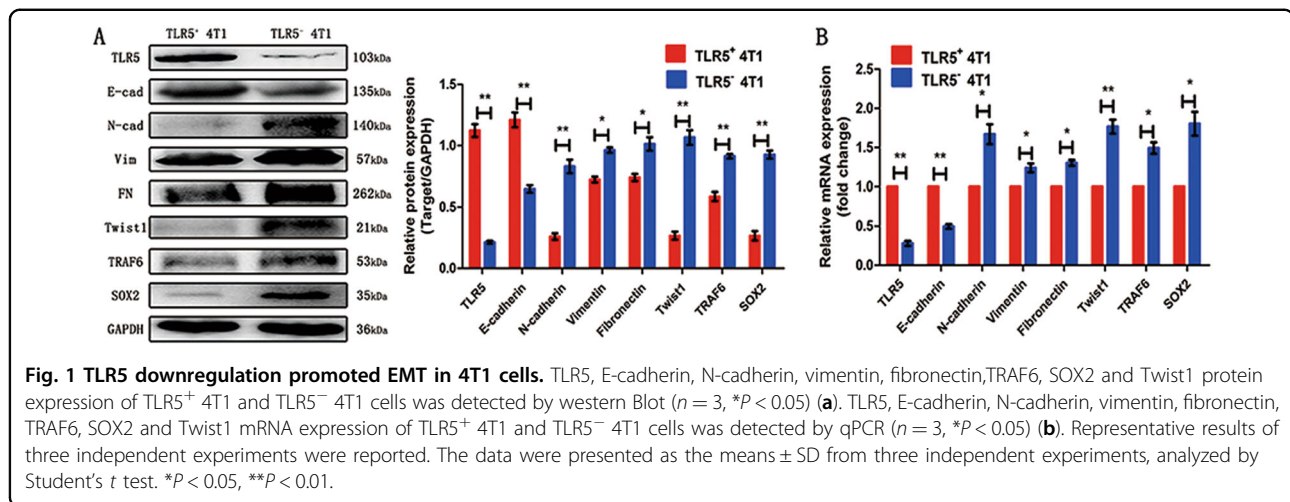 A
TLR5⁺ 4T1 TLR5⁻ 4T1
TLR5 103kDa
E-cad 135kDa
N-cad 140kDa
Vim 57kDa
FN 262kDa
Twist1 21kDa
TRAF6 53kDa
SOX2 35kDa
GAPDH 36kDa
TLR5⁺ 4T1
TLR5⁻ 4T1
Relative protein expression
(Target/GAPDH)
1.5
1.0
0.5
0.0
** ** ** * * ** ** **
TLR5 E-cadherin N-cadherin Vimentin Fibronectin Twist1 TRAF6 SOX2
B
TLR5⁺ 4T1
TLR5⁻ 4T1
Relative mRNA expression
(fold change)
2.5
2.0
1.5
1.0
0.5
0.0
** ** * * * ** * *
TLR5 E-cadherin N-cadherin Vimentin Fibronectin Twist1 TRAF6 SOX2
Fig. 1 TLR5 downregulation promoted EMT in 4T1 cells. TLR5, E-cadherin, N-cadherin, vimentin, fibronectin,TRAF6, SOX2 and Twist1 protein
expression of TLR5⁺ 4T1 and TLR5⁻ 4T1 cells was detected by western Blot (n = 3, *P < 0.05) (a). TLR5, E-cadherin, N-cadherin, vimentin, fibronectin,
TRAF6, SOX2 and Twist1 mRNA expression of TLR5⁺ 4T1 and TLR5⁻ 4T1 cells was detected by qPCR (n = 3, *P < 0.05) (b). Representative results of
three independent experiments were reported. The data were presented as the means ± SD from three independent experiments, analyzed by
Student's t test. *P < 0.05, **P < 0.01.